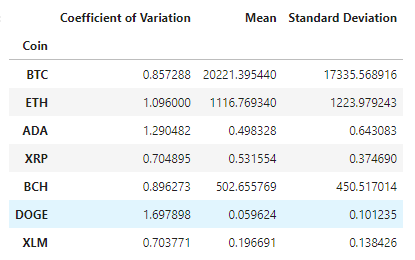 Coefficient of Variation Mean Standard Deviation
Coin
BTC 0.857288 20221.395440 17335.568916
ETH 1.096000 1116.769340 1223.979243
ADA 1.290482 0.498328 0.643083
XRP 0.704895 0.531554 0.374690
BCH 0.896273 502.655769 450.517014
DOGE 1.697898 0.059624 0.101235
XLM 0.703771 0.196691 0.138426